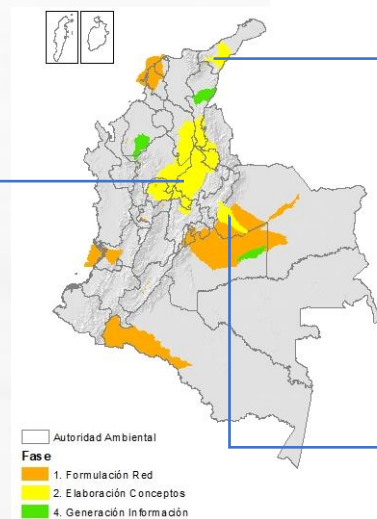 Autoridad Ambiental
Fase
1. Formulación Red
2. Elaboración Conceptos
4. Generación Información